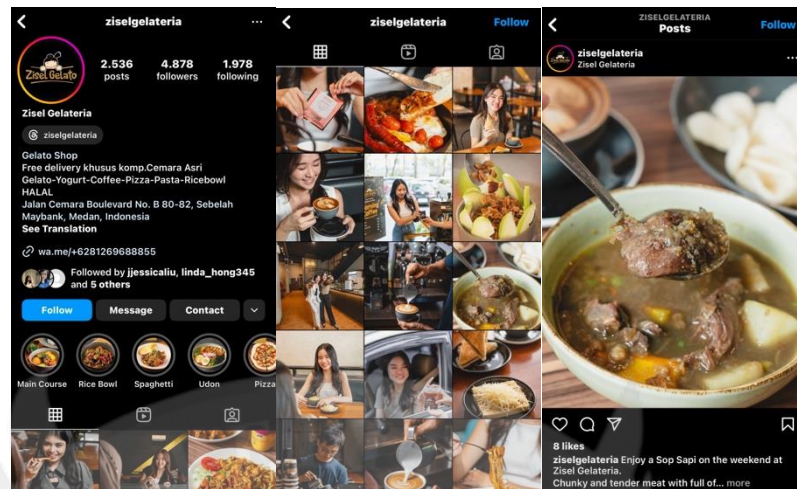 ziselgelateria
Zisel Gelato
2.536
posts
4.878
followers
1.978
following
Zisel Gelateria
ziselgelateria
Gelato Shop
Free delivery khusus komp.Cemara Asri
Gelato-Yogurt-Coffee-Pizza-Pasta-Ricebowl
HALAL
Jalan Cemara Boulevard No. B 80-82, Sebelah
Maybank, Medan, Indonesia
See Translation
wa.me/+6281269688855
Followed by jjessicaliu, linda_hong345
and 5 others
Follow
Message
Contact
Main Course
Rice Bowl
Spaghetti
Udon
Pizza
ziselgelateria
Follow
ZISELGELATERIA
Posts
Follow
ziselgelateria
Zisel Gelateria
8 likes
ziselgelateria Enjoy a Sop Sapi on the weekend at
Zisel Gelateria.
Chunky and tender meat with full of... more